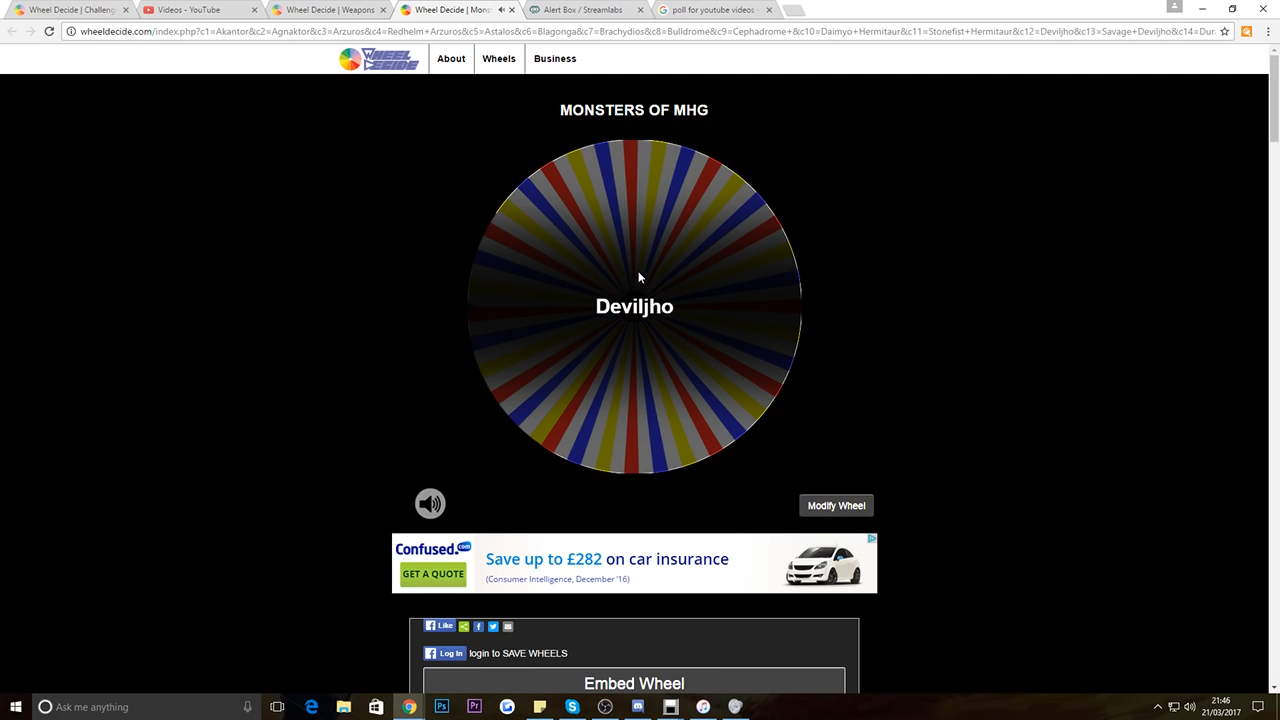 Wheel Decide | Challeng
Videos - YouTube
Wheel Decide | Weapons
Wheel Decide | Mons
Alert Box / Streamlabs
poll for youtube videos -
wheeldecide.com/index.php?c1=Akantor&c2=Agnaktor&c3=Arzuros&c4=Redhelm+Arzuros&c5=Astalos&c6=Blagonga&c7=Brachydios&c8=Bulldrome&c9=Cephadrome+&c10=Daimyo+Hermitaur&c11=Stonefist+Hermitaur&c12=Deviljho&c13=Savage+Deviljho&c14=Dur
WHEEL DECIDE
About
Wheels
Business
MONSTERS OF MHG
Deviljho
Modify Wheel
Confused.com
Save up to £282 on car insurance
GET A QUOTE
(Consumer Intelligence, December '16)
Like
Log In
login to SAVE WHEELS
Embed Wheel
Ask me anything
21:46
21/03/2017